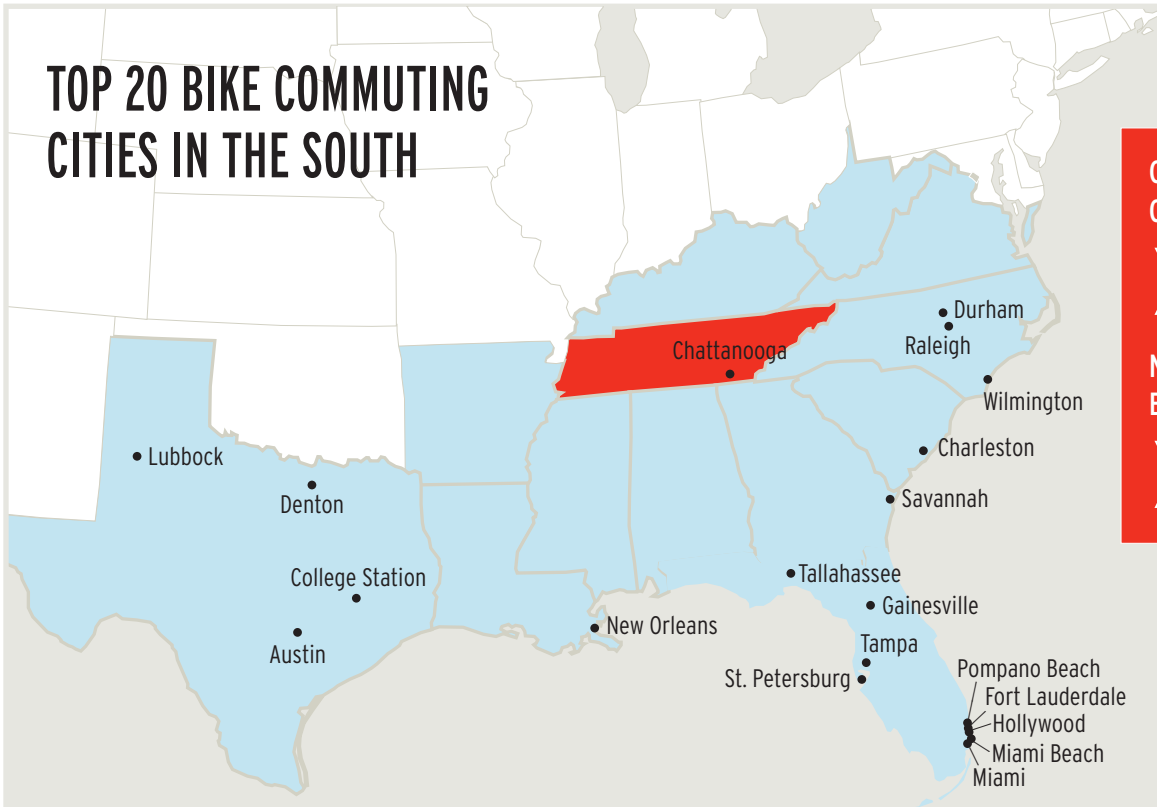 TOP 20 BIKE COMMUTING
CITIES IN THE SOUTH
Durham
Raleigh
Chattanooga
Wilmington
Charleston
Lubbock
Denton
Savannah
College Station
Tallahassee
Gainesville
New Orleans
Austin
Tampa
St. Petersburg
Pompano Beach
Fort Lauderdale
Hollywood
Miami Beach
Miami